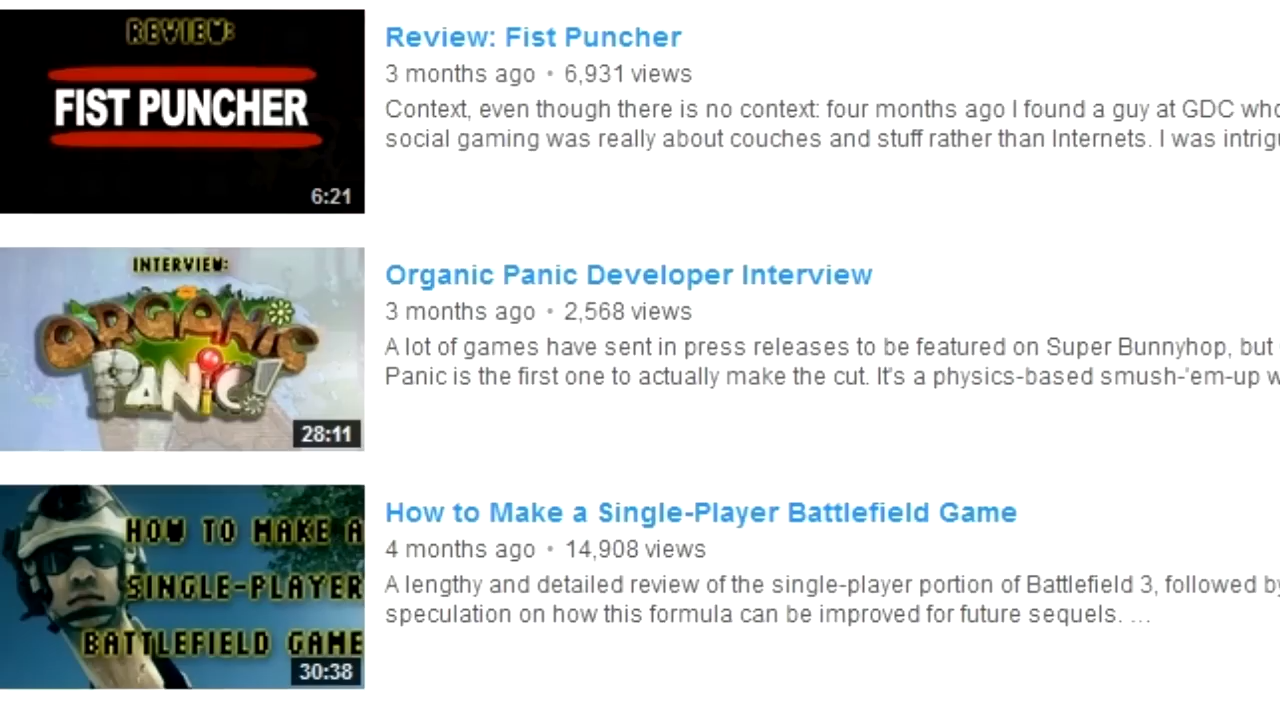 REVIEW:
FIST PUNCHER
6:21
Review: Fist Puncher
3 months ago • 6,931 views
Context, even though there is no context: four months ago I found a guy at GDC who
social gaming was really about couches and stuff rather than Internets. I was
INTERVIEW:
ORGANIC
PANIC!
28:11
Organic Panic Developer Interview
3 months ago • 2,568 views
A lot of games have sent in press releases to be featured on Super Bunnyhop, but
Panic is the first one to actually make the cut. It's a physics-based smush-'em-up
HOW TO MAKE A
SINGLE-PLAYER
BATTLEFIELD GAME
30:38
How to Make a Single-Player Battlefield Game
4 months ago • 14,908 views
A lengthy and detailed review of the single-player portion of Battlefield 3, followed by
speculation on how this formula can be improved for future sequels. ...